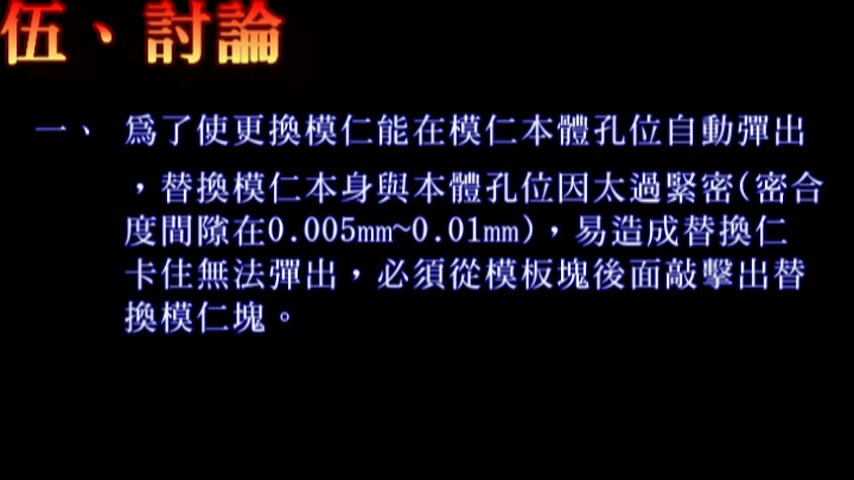 伍、討論
一、 爲了使更換模仁能在模仁本體孔位自動彈出
，替換模仁本身與本體孔位因太過緊密(密合
度間隙在0.005mm~0.01mm)，易造成替換仁
卡住無法彈出，必須從模板塊後面敲擊出替
換模仁塊。